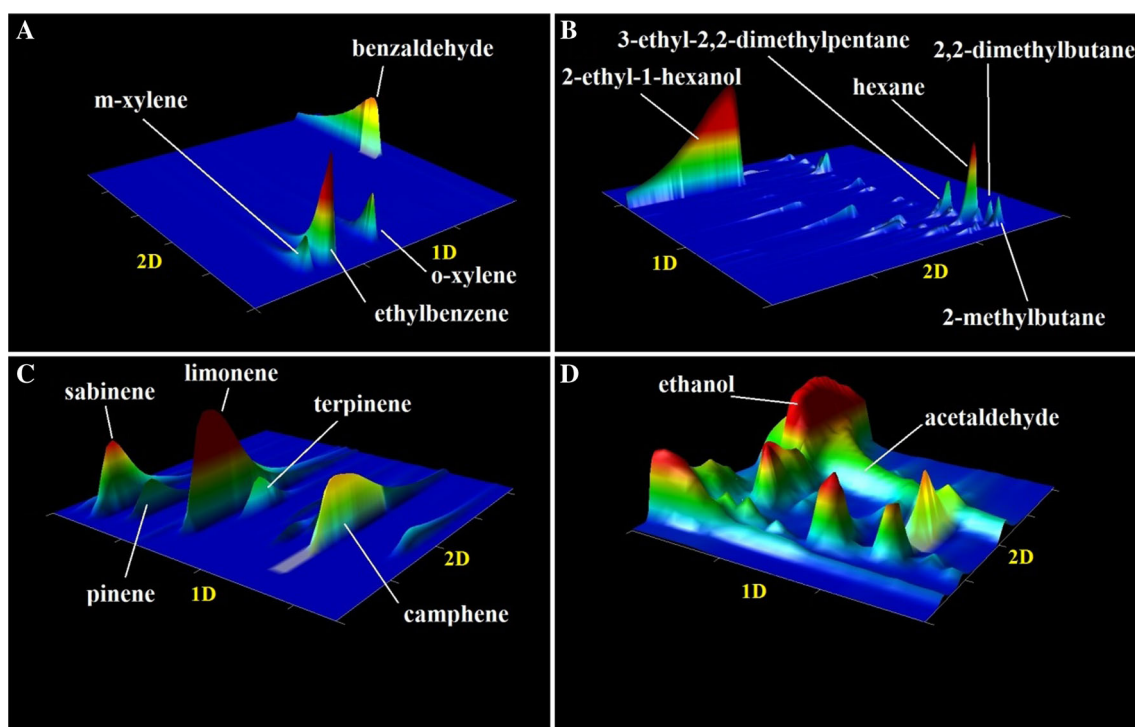 A
benzaldehyde
m-xylene
2D
1D
o-xylene
ethylbenzene
B
3-ethyl-2,2-dimethylpentane
2,2-dimethylbutane
2-ethyl-1-hexanol
hexane
1D
2D
2-methylbutane
C
limonene
sabinene
terpinene
2D
1D
pinene
camphene
D
ethanol
acetaldehyde
2D
1D